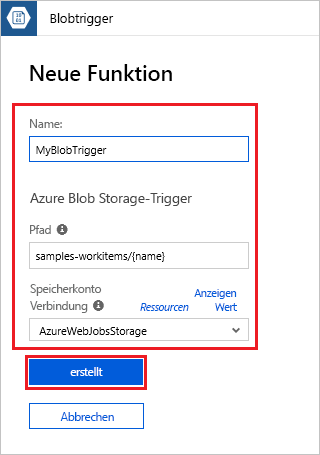 Blobtrigger
Neue Funktion
Name:
MyBlobTrigger
Azure Blob Storage-Trigger
Pfad
samples-workitems/{name}
Speicherkonto Anzeigen
Verbindung Ressourcen Wert
AzureWebJobsStorage
erstellt
Abbrechen